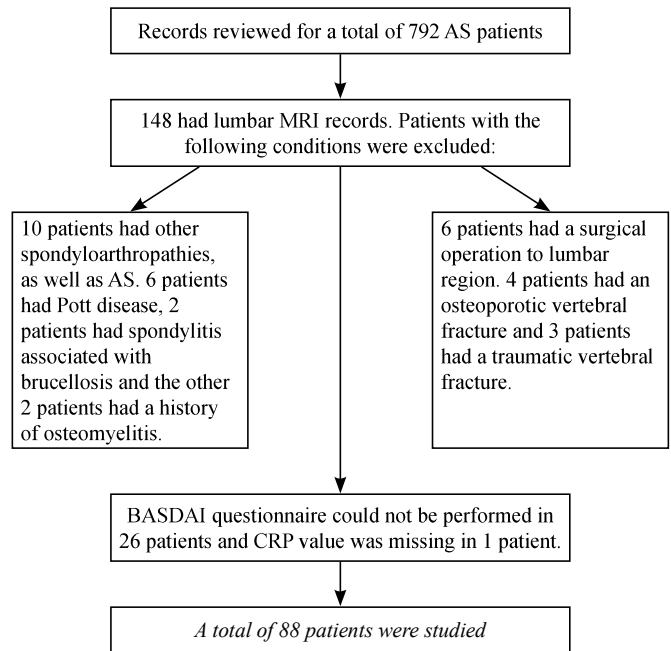 Records reviewed for a total of 792 AS patients
148 had lumbar MRI records. Patients with the
following conditions were excluded:
10 patients had other
spondyloarthropathies,
as well as AS. 6 patients
had Pott disease, 2
patients had spondylitis
associated with
brucellosis and the other
2 patients had a history
of osteomyelitis.
6 patients had a surgical
operation to lumbar
region. 4 patients had an
osteoporotic vertebral
fracture and 3 patients
had a traumatic vertebral
fracture.
BASDAI questionnaire could not be performed in
26 patients and CRP value was missing in 1 patient.
A total of 88 patients were studied